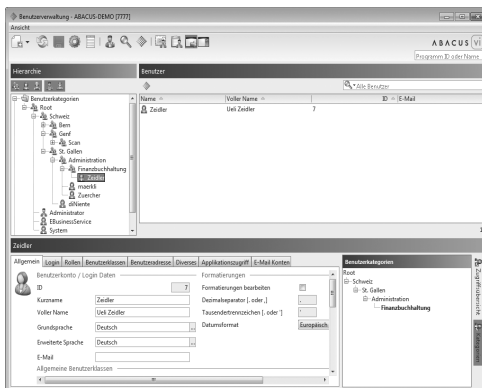 Benutzerverwaltung - ABACUS-DEMO [7777]
Ansicht
ABACUS VI
Programm ID oder Name
Hierarchie
Benutzer
Alle Benutzer
Benutzerkategorien
Root
Schweiz
Bern
Genf
Scan
St. Gallen
Administration
Finanzbuchhaltung
Zeidler
maerkli
Zuercher
diNiente
Administrator
EBusinessService
System
Name
Voller Name
ID
E-Mail
Zeidler
Ueli Zeidler
7
1
Zeidler
Allgemein
Login
Rollen
Benutzerklassen
Benutzeradresse
Diverses
Applikationszugriff
E-Mail Konten
Benutzerkonto / Login Daten
ID
7
Kurzname
Zeidler
Voller Name
Ueli Zeidler
Grundsprache
Deutsch
...
Erweiterte Sprache
Deutsch
...
E-Mail
Allgemeine Benutzerklassen
Formatierungen
Formatierungen bearbeiten
Dezimalseparator [. oder ,]
Tausendertrennzeichen [. oder ']
Datumsformat
Europäisch
Benutzerkategorien
Root
Schweiz
St. Gallen
Administration
Finanzbuchhaltung
Zugriffsübersicht
Kategorien